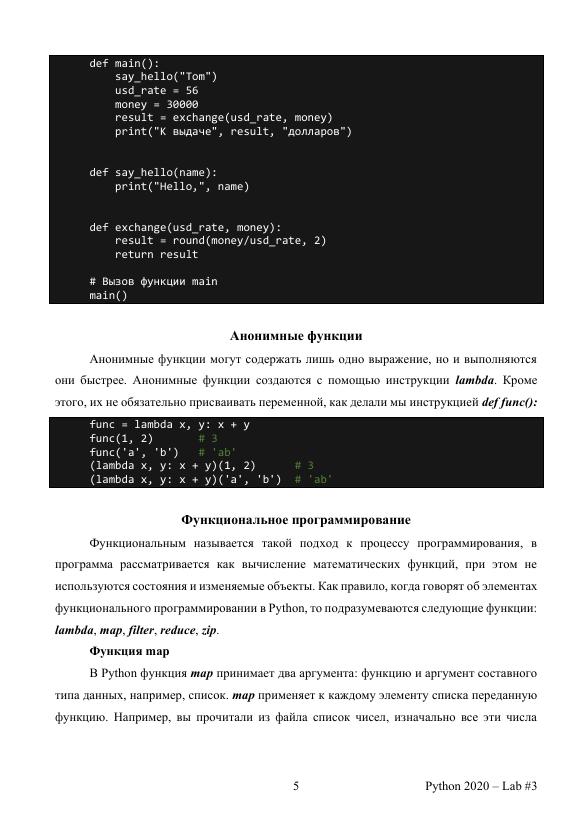 def main():
    say_hello("Tom")
    usd_rate = 56
    money = 30000
    result = exchange(usd_rate, money)
    print("К выдаче", result, "долларов")
def say_hello(name):
    print("Hello,", name)
def exchange(usd_rate, money):
    result = round(money/usd_rate, 2)
    return result
# Вызов функции main
main()
Анонимные функции
Анонимные функции могут содержать лишь одно выражение, но и выполняются
они быстрее. Анонимные функции создаются с помощью инструкции lambda. Кроме
этого, их не обязательно присваивать переменной, как делали мы инструкцией def func():
func = lambda x, y: x + y
func(1, 2)       # 3
func('a', 'b')   # 'ab'
(lambda x, y: x + y)(1, 2)      # 3
(lambda x, y: x + y)('a', 'b')  # 'ab'
Функциональное программирование
Функциональным называется такой подход к процессу программирования, в
программа рассматривается как вычисление математических функций, при этом не
используются состояния и изменяемые объекты. Как правило, когда говорят об элементах
функционального программировании в Python, то подразумеваются следующие функции:
lambda, map, filter, reduce, zip.
Функция map
В Python функция map принимает два аргумента: функцию и аргумент составного
типа данных, например, список. map применяет к каждому элементу списка переданную
функцию. Например, вы прочитали из файла список чисел, изначально все эти числа
5 Python 2020 – Lab #3